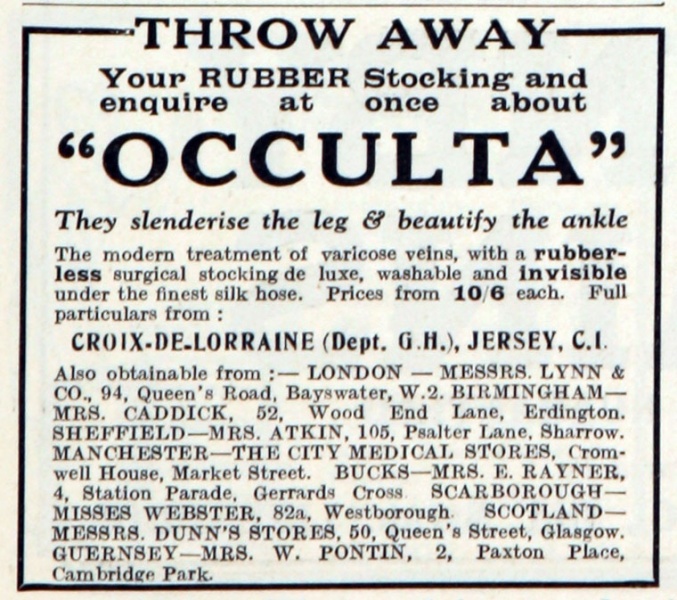 THROW AWAY
Your RUBBER Stocking and
enquire at once about
“OCCULTA”
They slenderise the leg & beautify the ankle
The modern treatment of varicose veins, with a rubber-
less surgical stocking de luxe, washable and invisible
under the finest silk hose. Prices from 10/6 each. Full
particulars from :
CROIX-DE-LORRAINE (Dept. G.H.), JERSEY, C.I.
Also obtainable from :— LONDON — MESSRS. LYNN &
CO., 94, Queen's Road, Bayswater, W.2. BIRMINGHAM—
MRS. CADDICK, 52, Wood End Lane, Erdington.
SHEFFIELD—MRS. ATKIN, 105, Psalter Lane, Sharrow.
MANCHESTER—THE CITY MEDICAL STORES, Crom-
well House, Market Street. BUCKS—MRS. E. RAYNER,
4, Station Parade, Gerrards Cross. SCARBOROUGH—
MISSES WEBSTER, 82a, Westborough. SCOTLAND—
MESSRS. DUNN'S STORES, 50, Queen's Street, Glasgow.
GUERNSEY—MRS. W. PONTIN, 2, Paxton Place,
Cambridge Park.